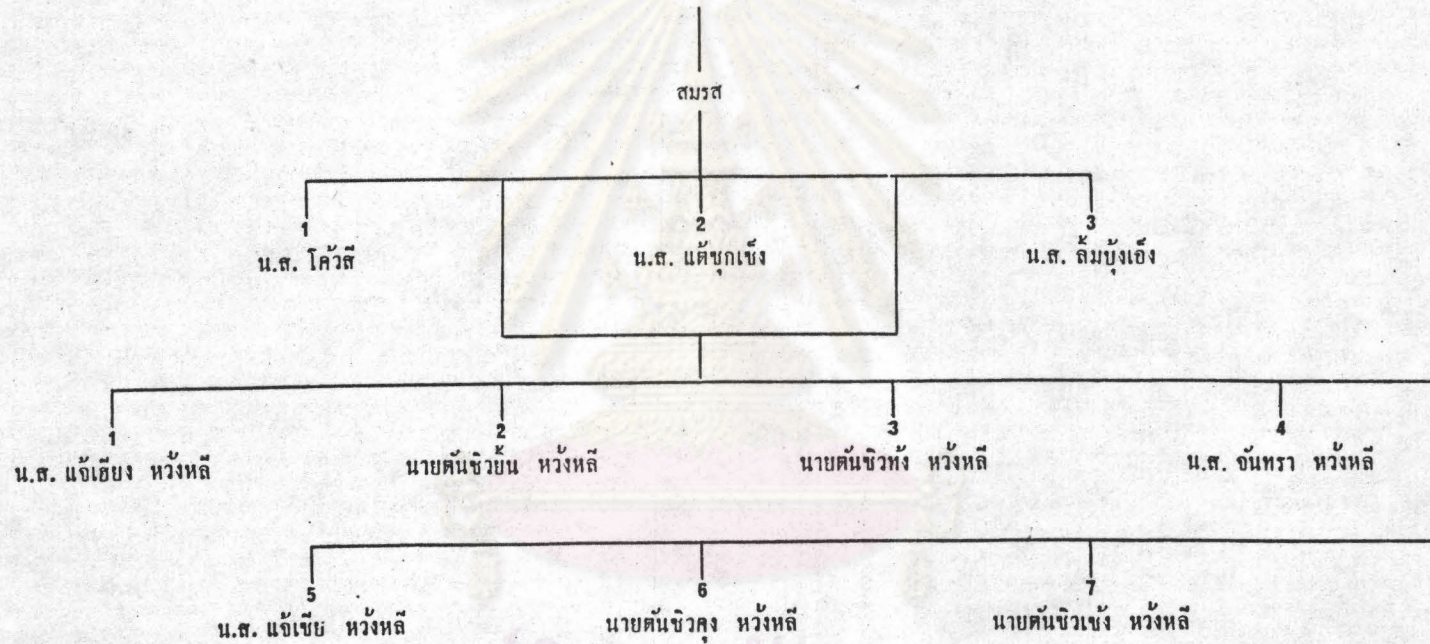 สมรส
1 2 3
น.ส. โค้วสี น.ส. แต้ชุกเช็ง น.ส. ลิ้มบุ้งเอ็ง
1 2 3 4
น.ส. แจ้เฮียง หวั่งหลี นายตันซิวยิ้น หวั่งหลี นายตันซิวทั้ง หวั่งหลี น.ส. จันทรา หวั่งหลี
5 6 7
น.ส. แจ้เชีย หวั่งหลี นายตันซิวคุง หวั่งหลี นายตันซิวเช้ง หวั่งหลี